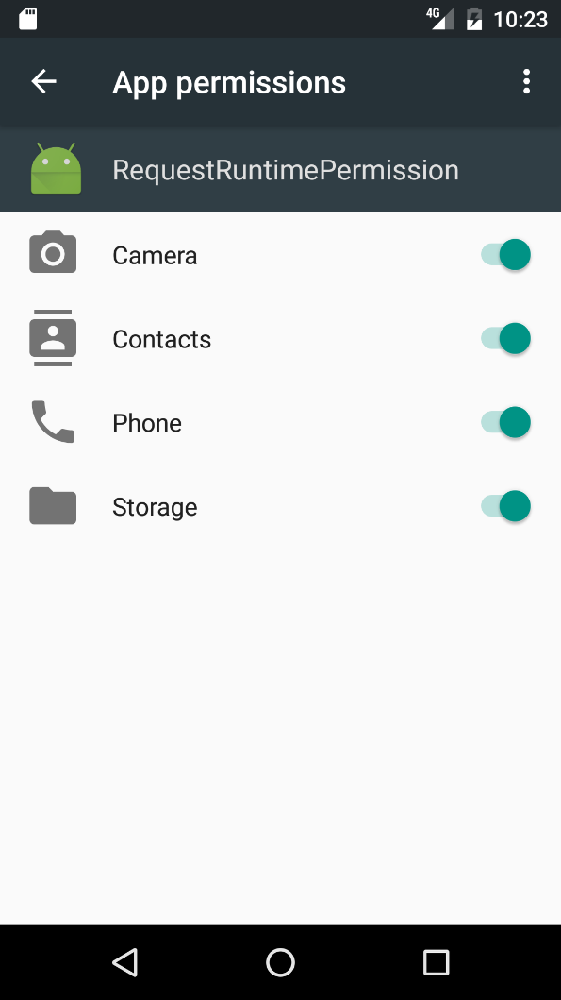 4G 10:23
App permissions
RequestRuntimePermission
Camera
Contacts
Phone
Storage